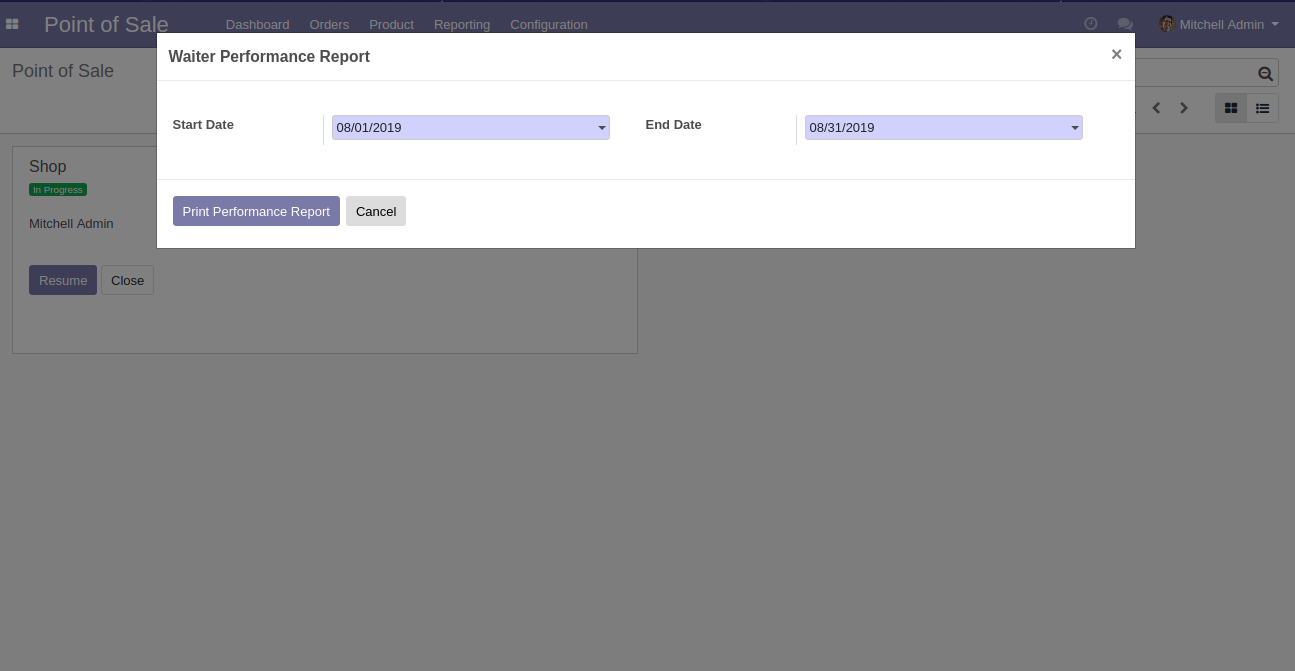 Point of Sale Dashboard Orders Product Reporting Configuration Mitchell Admin
Waiter Performance Report ×
Point of Sale
Start Date 08/01/2019 End Date 08/31/2019
Shop
In Progress
Print Performance Report Cancel
Mitchell Admin
Resume Close